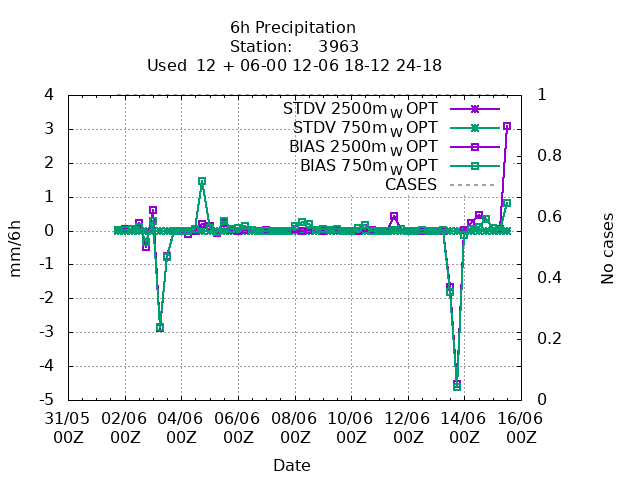 6h Precipitation
Station: 3963
Used 12 + 06-00 12-06 18-12 24-18
STDV 2500m W OPT
STDV 750m W OPT
BIAS 2500m W OPT
BIAS 750m W OPT
CASES
4
3
2
1
0
-1
-2
-3
-4
-5
mm/6h
1
0.8
0.6
0.4
0.2
0
No cases
31/05 02/06 04/06 06/06 08/06 10/06 12/06 14/06 16/06
00Z 00Z 00Z 00Z 00Z 00Z 00Z 00Z 00Z
Date